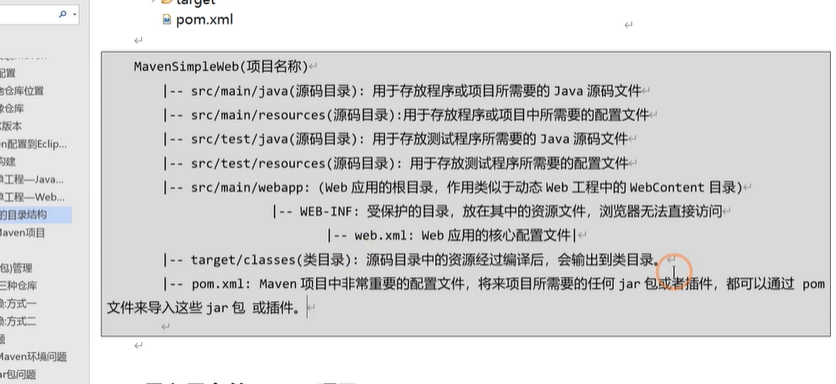 target
pom.xml
配置
仓库位置
仓库
版本
n配置到Eclip...
构建
单工程—Java...
单工程—Web...
的目录结构
Maven项目
包)管理
三种仓库
:方式一
:方式二
题
Maven环境问题
ar包问题
MavenSimpleWeb(项目名称)
|-- src/main/java(源码目录): 用于存放程序或项目所需要的 Java 源码文件
|-- src/main/resources(源码目录):用于存放程序或项目中所需要的配置文件
|-- src/test/java(源码目录): 用于存放测试程序所需要的 Java 源码文件
|-- src/test/resources(源码目录): 用于存放测试程序所需要的配置文件
|-- src/main/webapp: (Web 应用的根目录，作用类似于动态 Web 工程中的 WebContent 目录)
|-- WEB-INF: 受保护的目录，放在其中的资源文件，浏览器无法直接访问
|-- web.xml: Web 应用的核心配置文件
|-- target/classes(类目录): 源码目录中的资源经过编译后，会输出到类目录。
|-- pom.xml: Maven 项目中非常重要的配置文件，将来项目所需要的任何 jar 包或者插件，都可以通过 pom
文件来导入这些 jar 包 或插件。